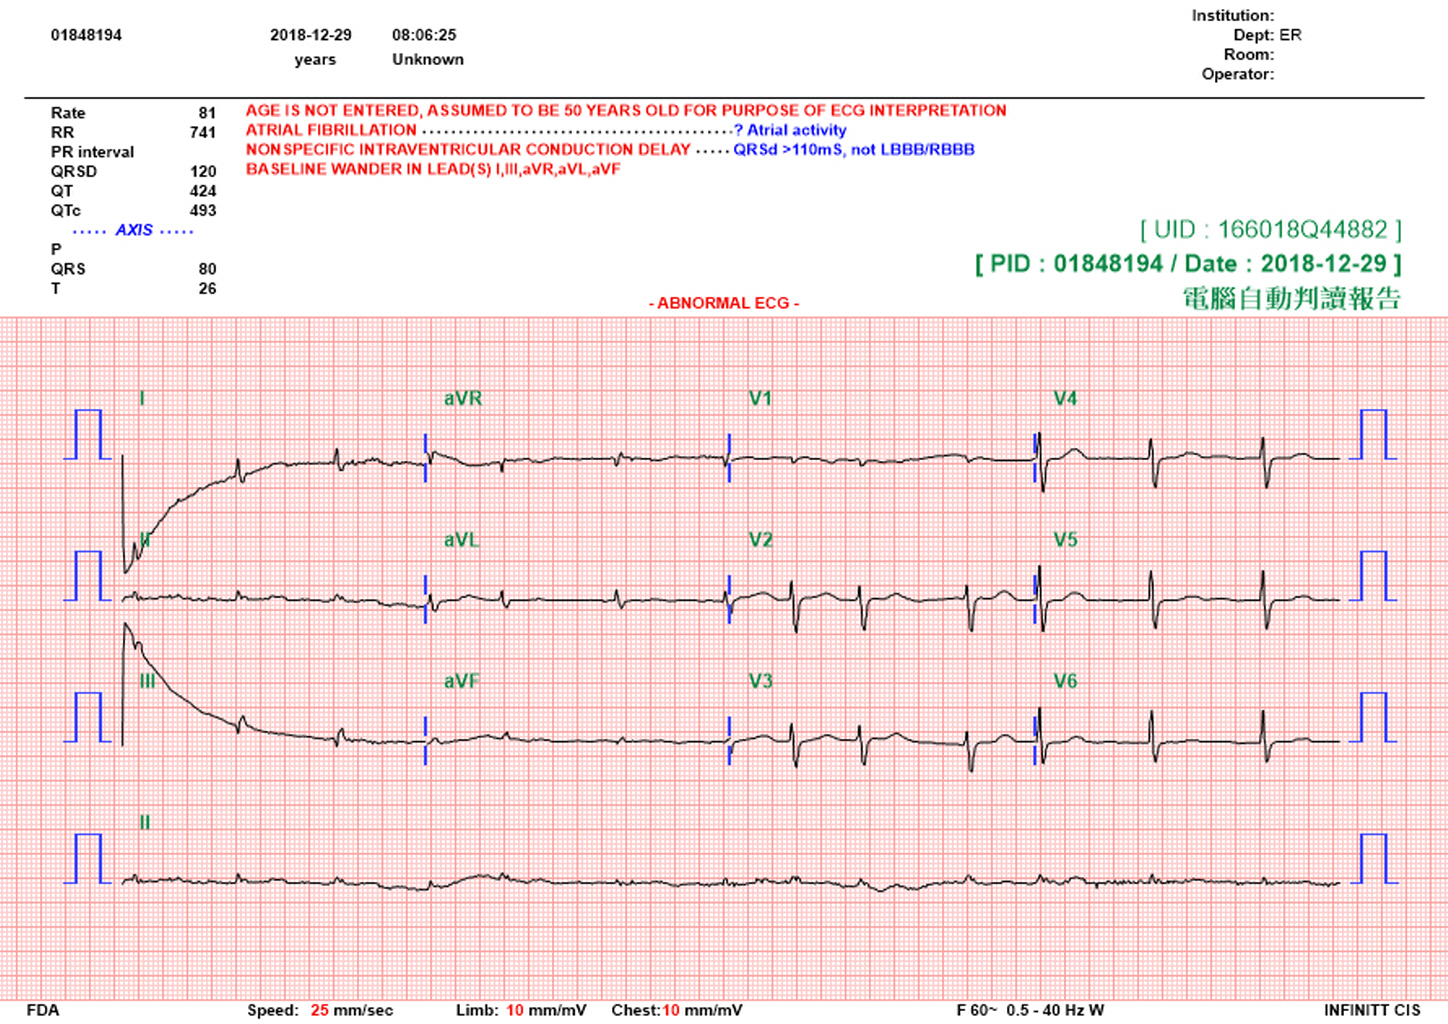 Institution:
01848194 2018-12-29 08:06:25 Dept: ER
years Unknown Room:
Operator:
Rate 81 AGE IS NOT ENTERED, ASSUMED TO BE 50 YEARS OLD FOR PURPOSE OF ECG INTERPRETATION
RR 741 ATRIAL FIBRILLATION ..........................................? Atrial activity
PR interval NONSPECIFIC INTRAVENTRICULAR CONDUCTION DELAY ..... QRSd >110mS, not LBBB/RBBB
QRSD 120 BASELINE WANDER IN LEAD(S) I,III,aVR,aVL,aVF
QT 424
QTc 493
..... AXIS .....
[ UID : 166018Q44882 ]
P
[ PID : 01848194 / Date : 2018-12-29 ]
QRS 80
T 26
電腦自動判讀報告
- ABNORMAL ECG -
I aVR V1 V4
II aVL V2 V5
III aVF V3 V6
II
FDA Speed: 25 mm/sec Limb: 10 mm/mV Chest:10 mm/mV F 60~ 0.5 - 40 Hz W INFINITT CIS